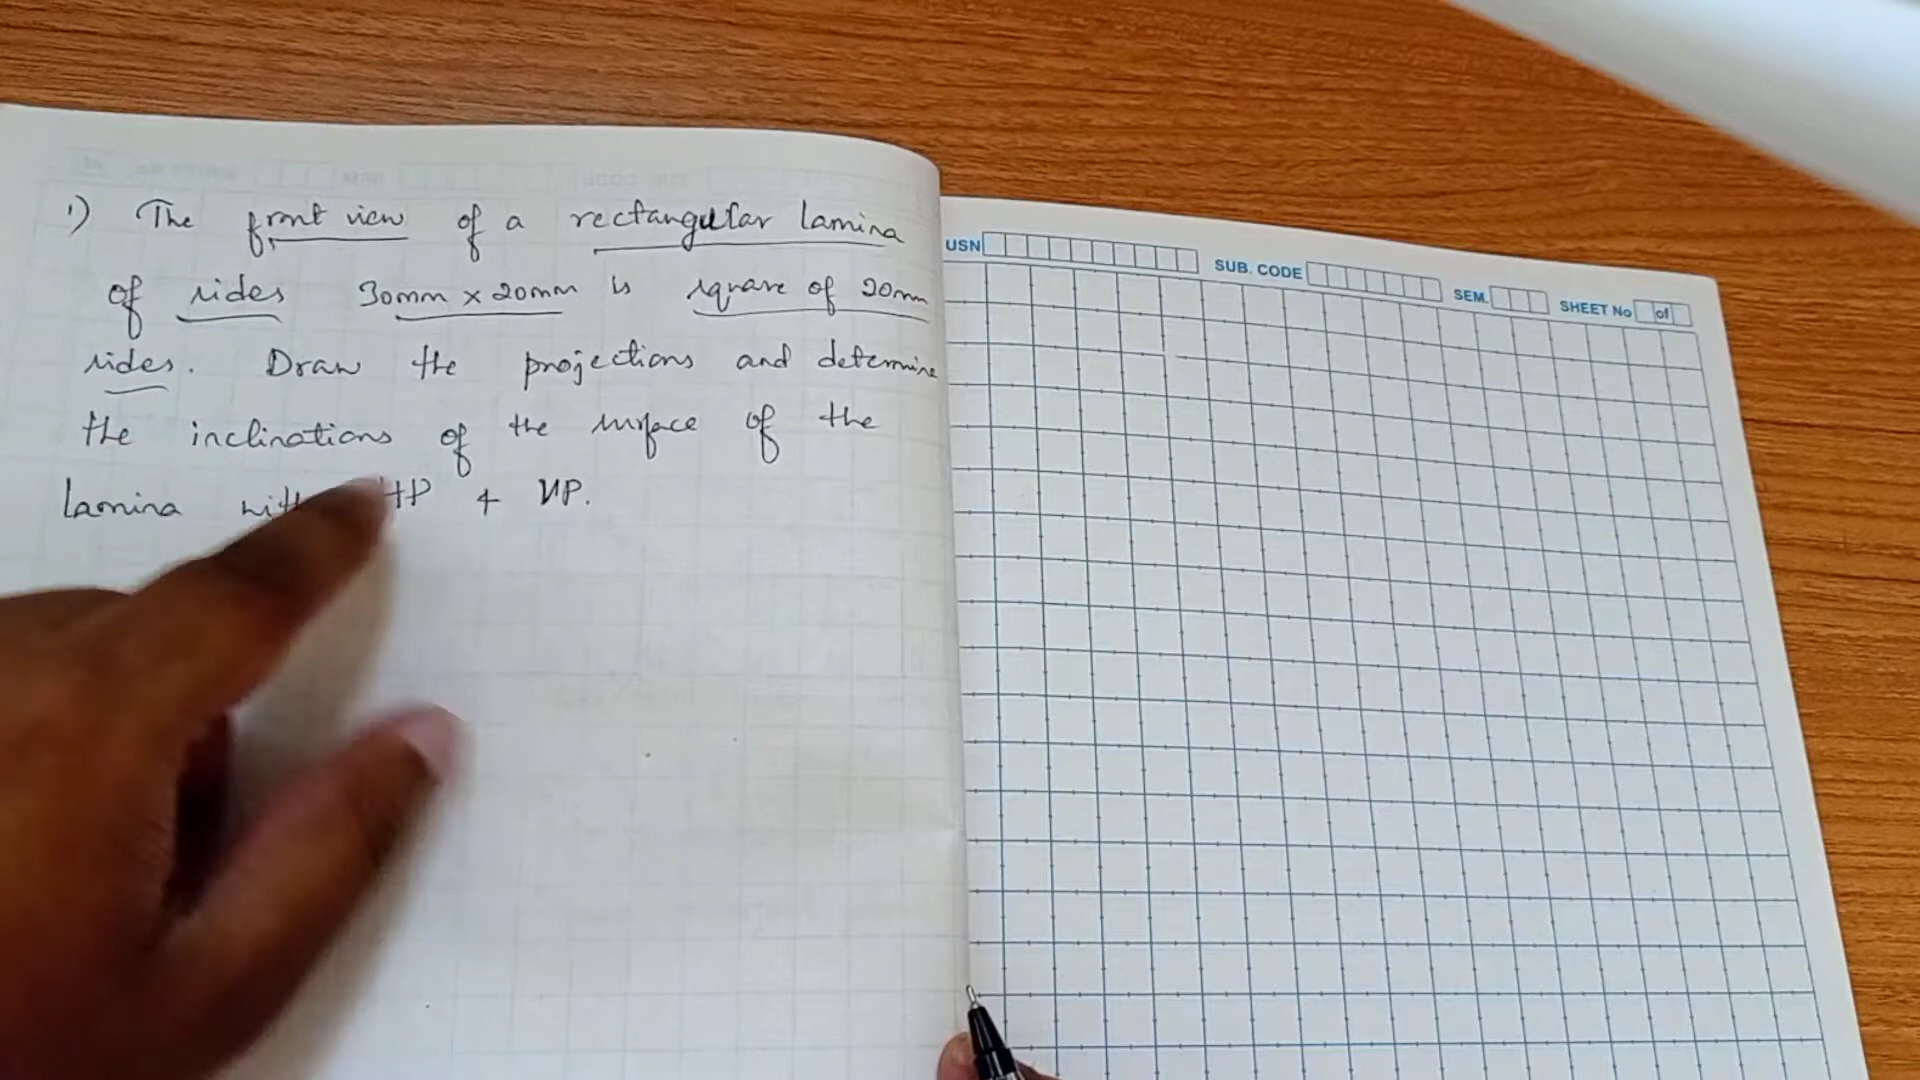 1) The front view of a rectangular lamina
of sides 30mm x 20mm is square of 20mm
sides. Draw the projections and determine
the inclinations of the surface of the
lamina with HP + VP.
USN
SUB. CODE
SEM.
SHEET No of